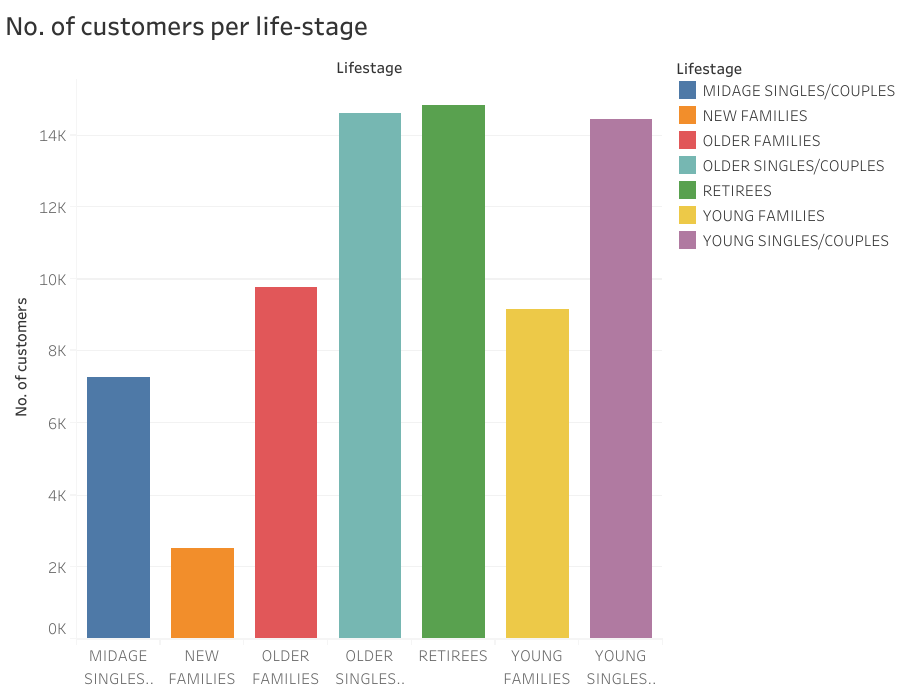 No. of customers per life-stage
Lifestage
No. of customers
14K
12K
10K
8K
6K
4K
2K
0K
MIDAGE SINGLES..
NEW FAMILIES
OLDER FAMILIES
OLDER SINGLES..
RETIREES
YOUNG FAMILIES
YOUNG SINGLES..
Lifestage
MIDAGE SINGLES/COUPLES
NEW FAMILIES
OLDER FAMILIES
OLDER SINGLES/COUPLES
RETIREES
YOUNG FAMILIES
YOUNG SINGLES/COUPLES